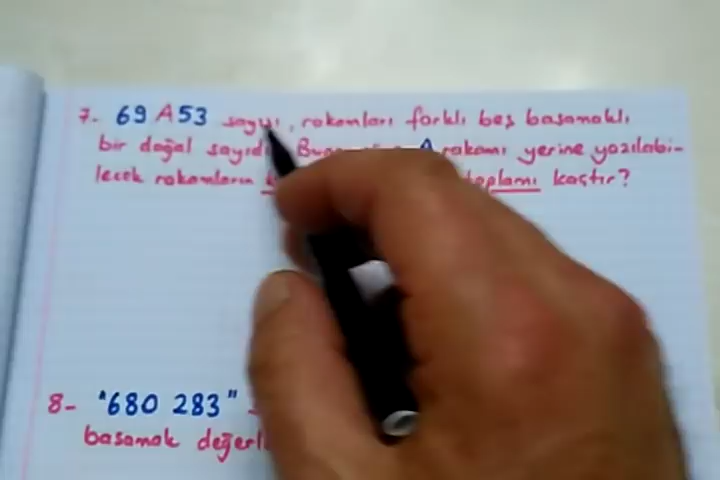 7- 69A53 sayısı, rakamları farklı beş basamaklı
bir doğal sayıdı A rakamı yerine yazılabi-
lecek rakamların toplamı kaçtır?
8- "680 283"
basamak değerl